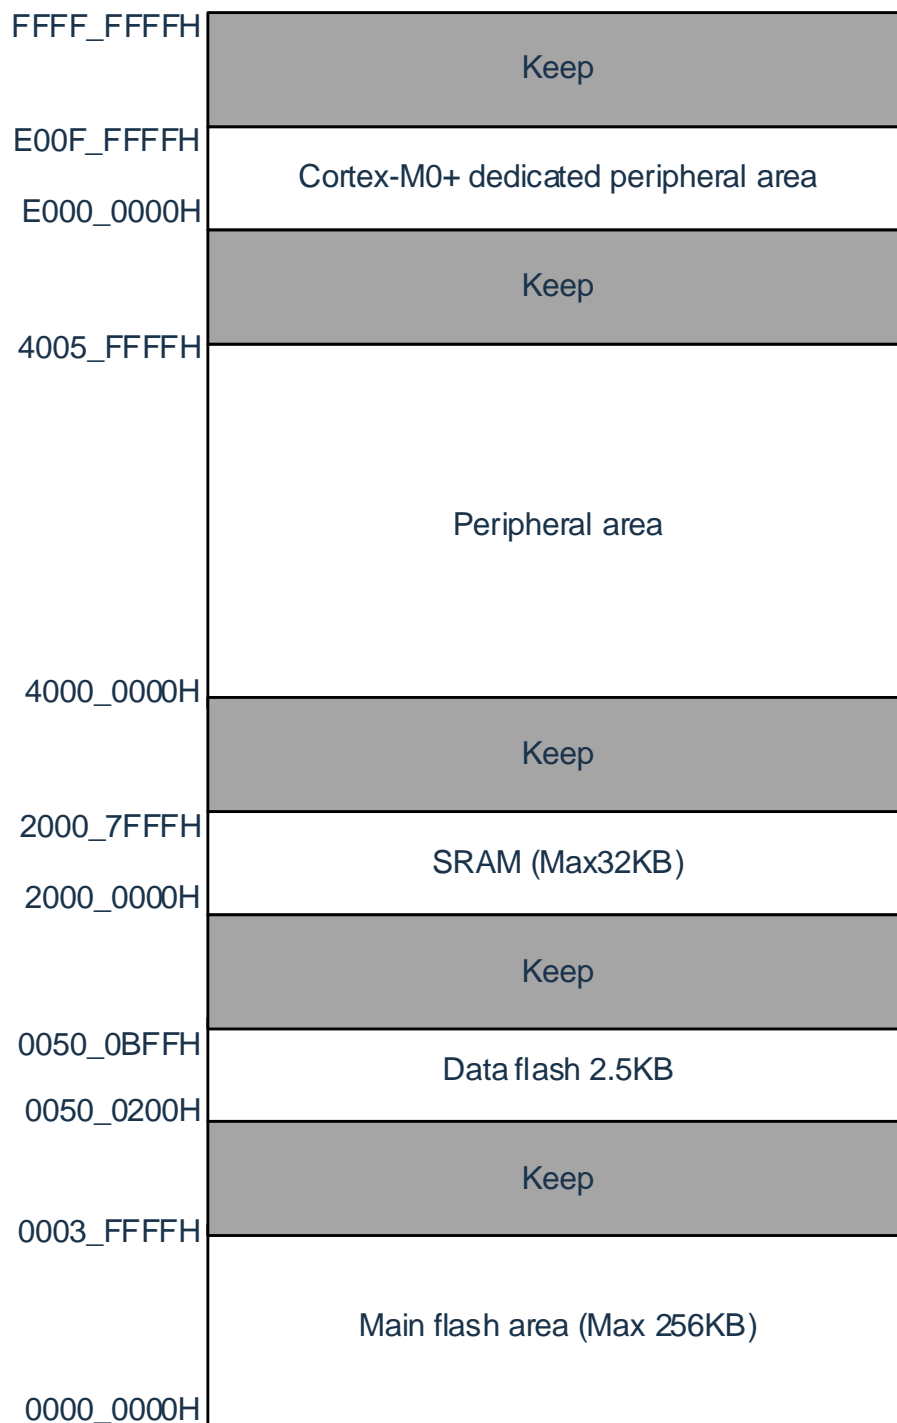 FFFF_FFFFH
Keep
E00F_FFFFH
Cortex-M0+ dedicated peripheral area
E000_0000H
Keep
4005_FFFFH
Peripheral area
4000_0000H
Keep
2000_7FFFH
SRAM (Max32KB)
2000_0000H
Keep
0050_0BFFH
Data flash 2.5KB
0050_0200H
Keep
0003_FFFFH
Main flash area (Max 256KB)
0000_0000H